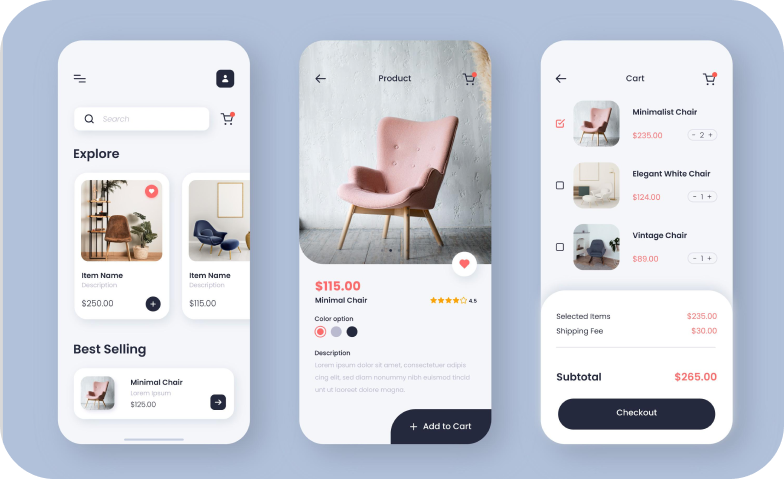 Search
Explore
Item Name
Description
$250.00
Item Name
Description
$115.00
Best Selling
Minimal Chair
Lorem Ipsum
$125.00
Product
$115.00
Minimal Chair
4.5
Color option
Description
Lorem ipsum dolor sit amet, consectetuer adipis
cing elit, sed diam nonummy nibh euismod tincid
unt ut laoreet dolore magna.
+ Add to Cart
Cart
Minimalist Chair
$235.00
- 2 +
Elegant White Chair
$124.00
- 1 +
Vintage Chair
$89.00
- 1 +
Selected Items $235.00
Shipping Fee $30.00
Subtotal $265.00
Checkout